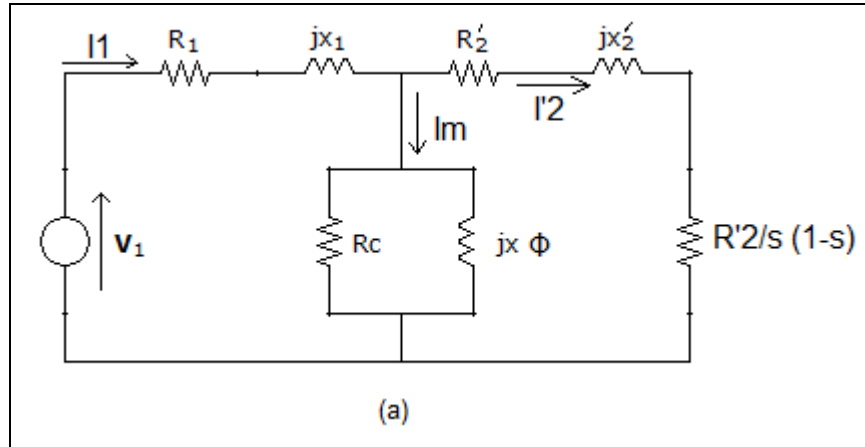 I1 R₁ jx₁ R₂′ jx₂′
I'2
Im
v₁ Rc jx Φ R'2/s (1-s)
(a)